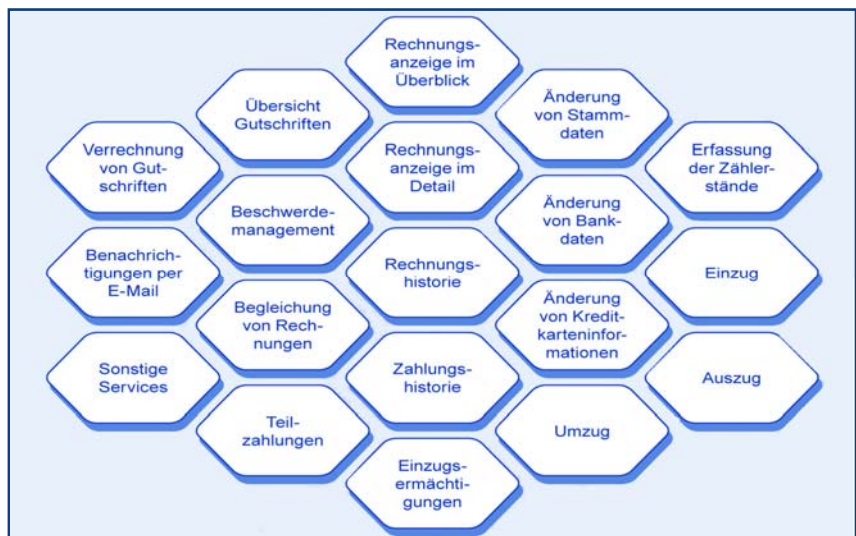 Rechnungs-
anzeige im
Überblick
Übersicht
Gutschriften
Änderung
von Stamm-
daten
Verrechnung
von Gut-
schriften
Rechnungs-
anzeige im
Detail
Erfassung
der Zähler-
stände
Beschwerde-
management
Änderung
von Bank-
daten
Benachrich-
tigungen per
E-Mail
Rechnungs-
historie
Einzug
Begleichung
von Rech-
nungen
Änderung
von Kredit-
karteninfor-
mationen
Sonstige
Services
Zahlungs-
historie
Auszug
Teil-
zahlungen
Umzug
Einzugs-
ermächti-
gungen